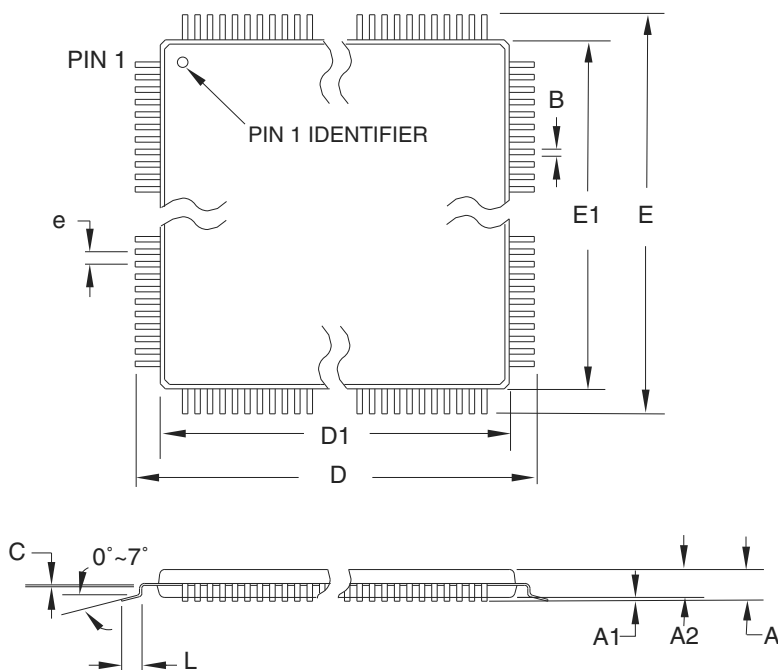 PIN 1
B
PIN 1 IDENTIFIER
e
E1
E
D1
D
C
0°~7°
L
A1
A2
A